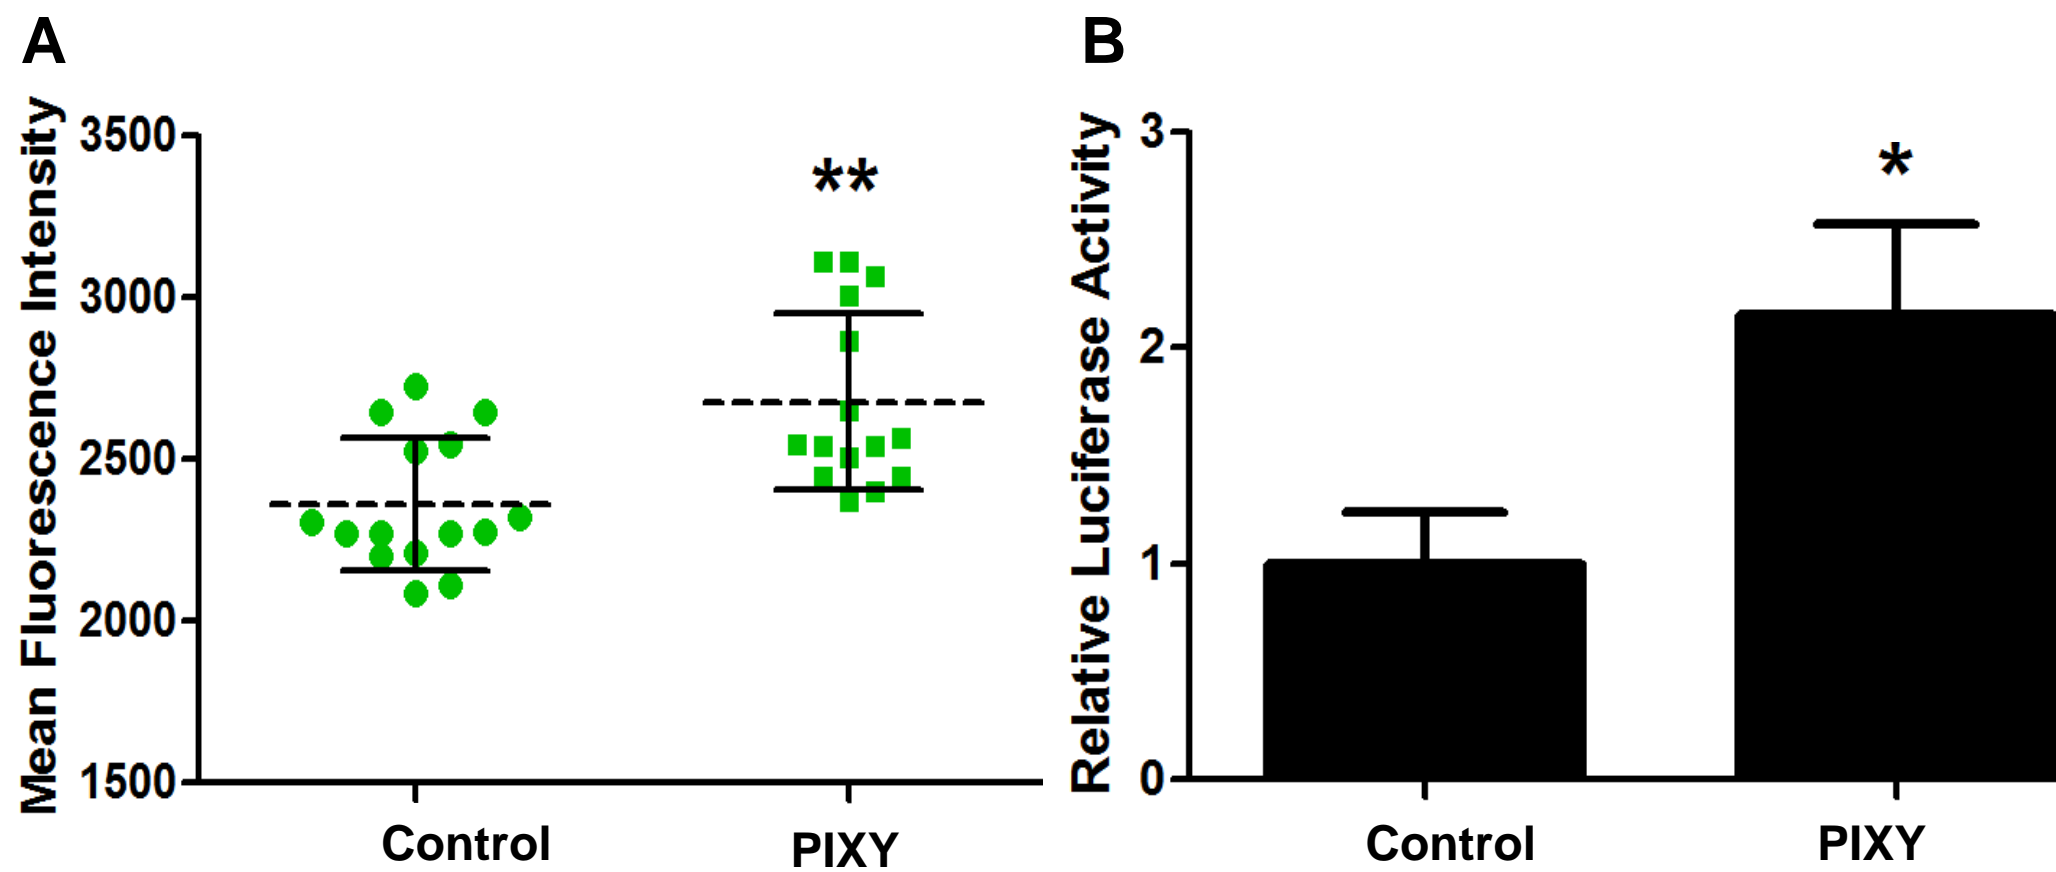 A
Mean Fluorescence Intensity
3500
3000
2500
2000
1500
**
Control
PIXY
B
Relative Luciferase Activity
3
2
1
0
*
Control
PIXY